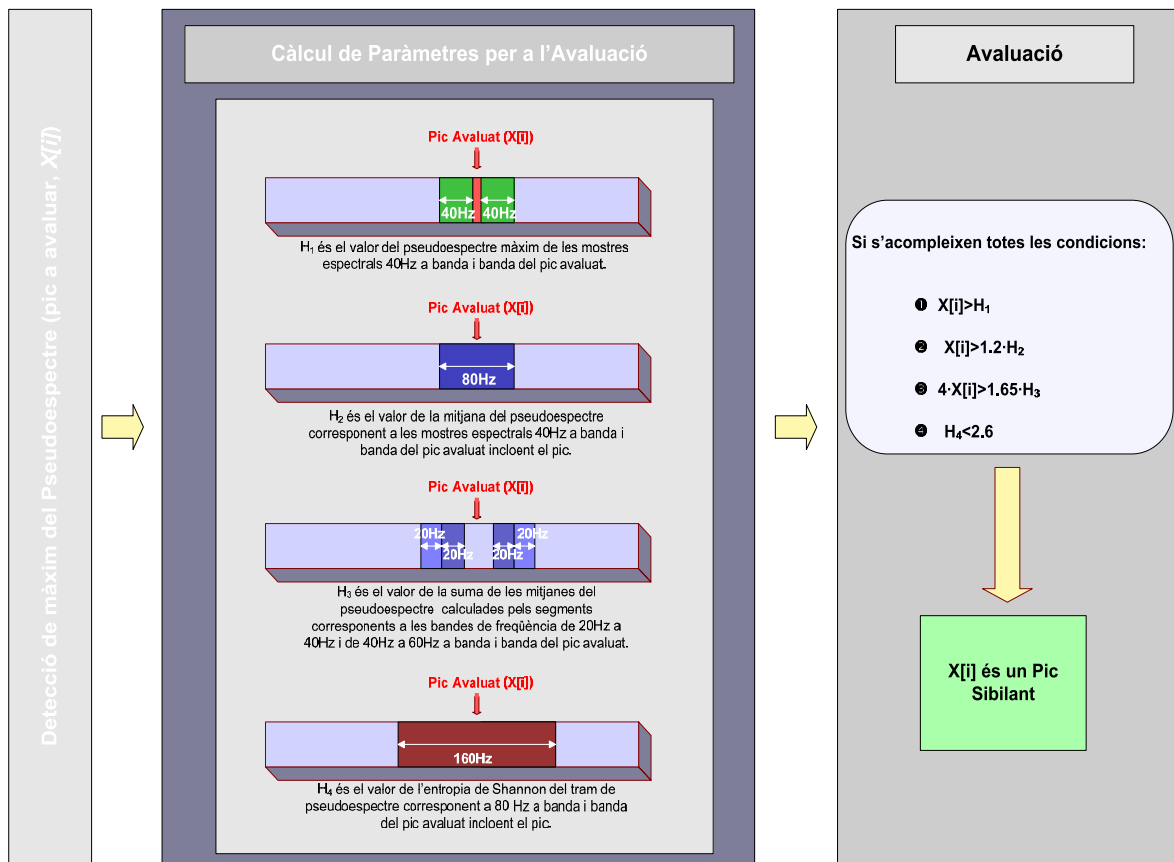 Detecció de màxim del Pseudoespectre (pic a avaluar, X[i])
Càlcul de Paràmetres per a l’Avaluació
Pic Avaluat (X[i])
40Hz 40Hz
H₁ és el valor del pseudoespectre màxim de les mostres
espectrals 40Hz a banda i banda del pic avaluat.
Pic Avaluat (X[i])
80Hz
H₂ és el valor de la mitjana del pseudoespectre
corresponent a les mostres espectrals 40Hz a banda i
banda del pic avaluat incloent el pic.
Pic Avaluat (X[i])
20Hz 20Hz
20Hz 20Hz
H₃ és el valor de la suma de les mitjanes del
pseudoespectre calculades pels segments
corresponents a les bandes de freqüència de 20Hz a
40Hz i de 40Hz a 60Hz a banda i banda del pic avaluat.
Pic Avaluat (X[i])
160Hz
H₄ és el valor de l’entropia de Shannon del tram de
pseudoespectre corresponent a 80 Hz a banda i banda
del pic avaluat incloent el pic.
Avaluació
Si s’acompleixen totes les condicions:
❶ X[i]>H₁
❷ X[i]>1.2·H₂
❸ 4·X[i]>1.65·H₃
❹ H₄<2.6
X[i] és un Pic
Sibilant